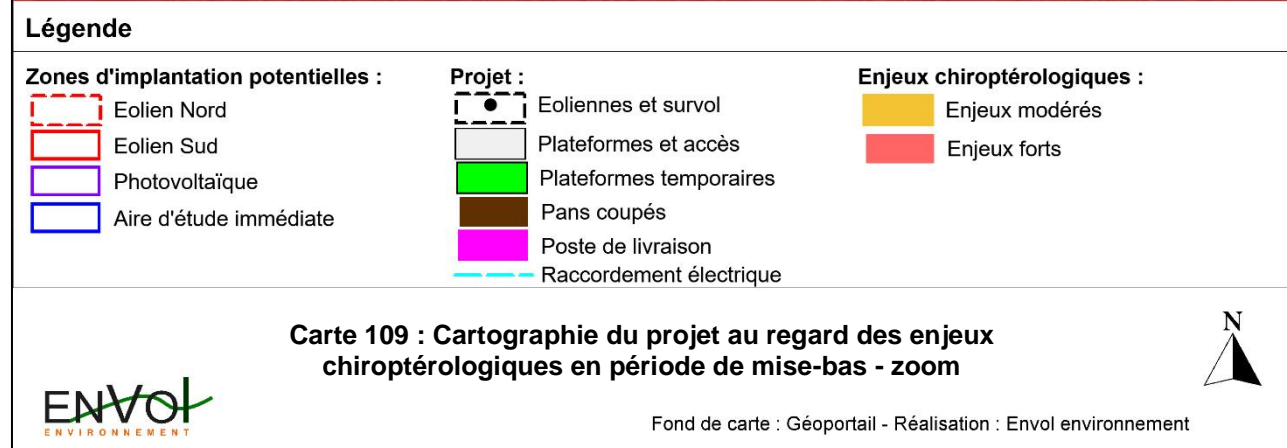 Légende
Zones d'implantation potentielles :
Eolien Nord
Eolien Sud
Photovoltaïque
Aire d'étude immédiate
Projet :
Eoliennes et survol
Plateformes et accès
Plateformes temporaires
Pans coupés
Poste de livraison
Raccordement électrique
Enjeux chiroptérologiques :
Enjeux modérés
Enjeux forts
Carte 109 : Cartographie du projet au regard des enjeux
chiroptérologiques en période de mise-bas - zoom
N
ENVOL
ENVIRONNEMENT
Fond de carte : Géoportail - Réalisation : Envol environnement